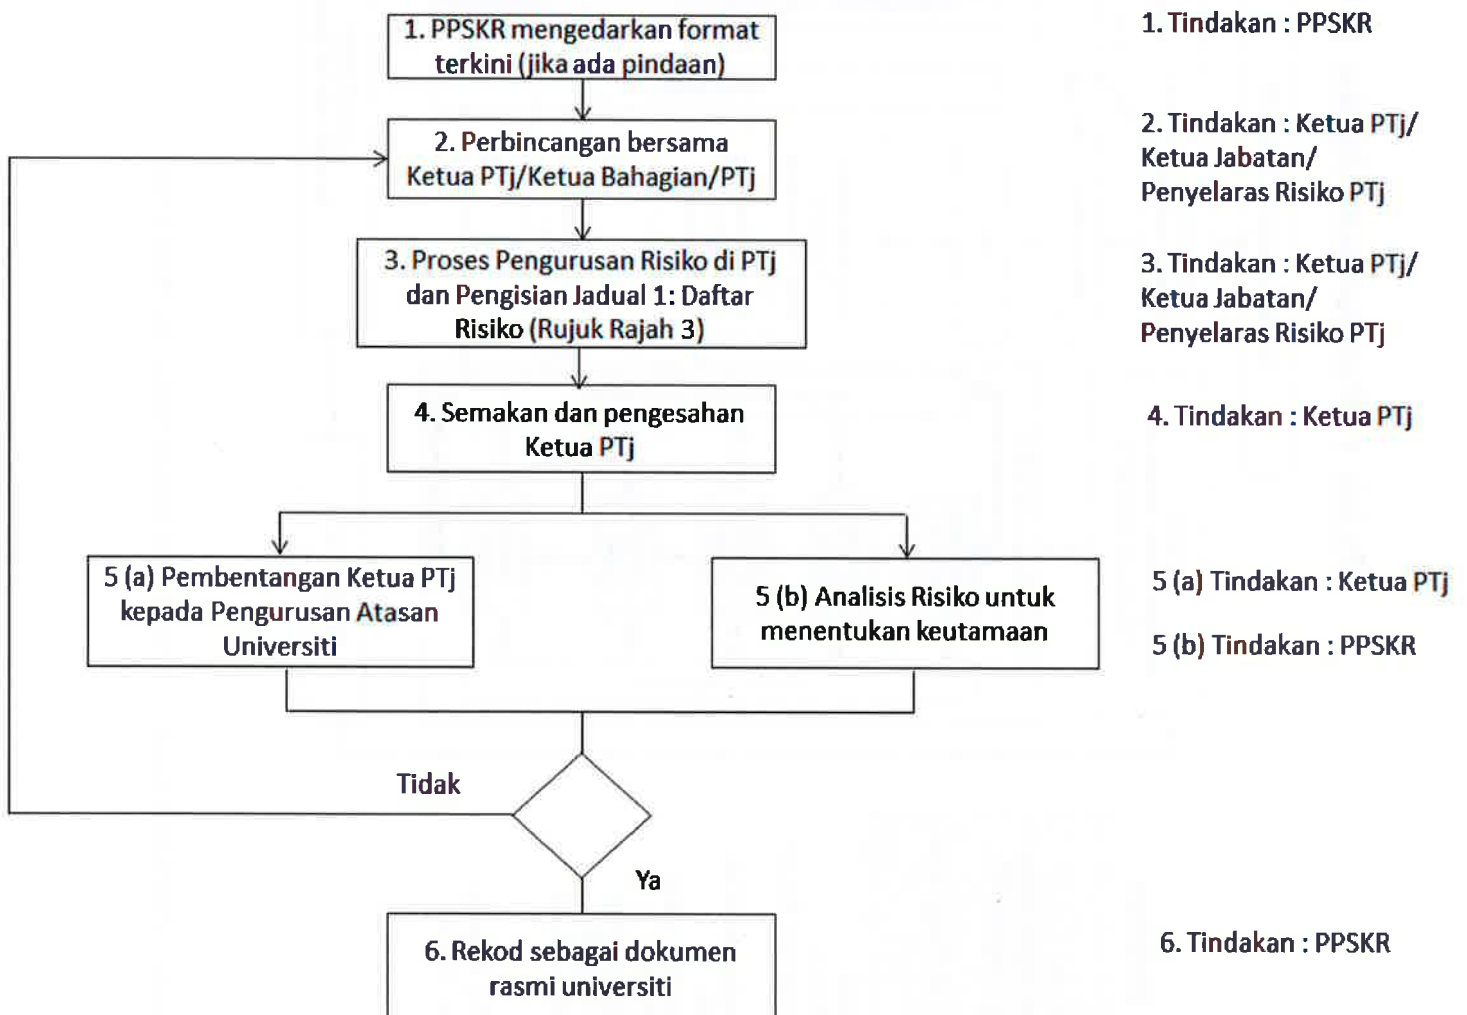 1. PPSKR mengedarkan format
terkini (jika ada pindaan)
1. Tindakan : PPSKR
2. Perbincangan bersama
Ketua PTj/Ketua Bahagian/PTj
2. Tindakan : Ketua PTj/
Ketua Jabatan/
Penyelaras Risiko PTj
3. Proses Pengurusan Risiko di PTj
dan Pengisian Jadual 1: Daftar
Risiko (Rujuk Rajah 3)
3. Tindakan : Ketua PTj/
Ketua Jabatan/
Penyelaras Risiko PTj
4. Semakan dan pengesahan
Ketua PTj
4. Tindakan : Ketua PTj
5 (a) Pembentangan Ketua PTj
kepada Pengurusan Atasan
Universiti
5 (b) Analisis Risiko untuk
menentukan keutamaan
5 (a) Tindakan : Ketua PTj
5 (b) Tindakan : PPSKR
Tidak
Ya
6. Rekod sebagai dokumen
rasmi universiti
6. Tindakan : PPSKR